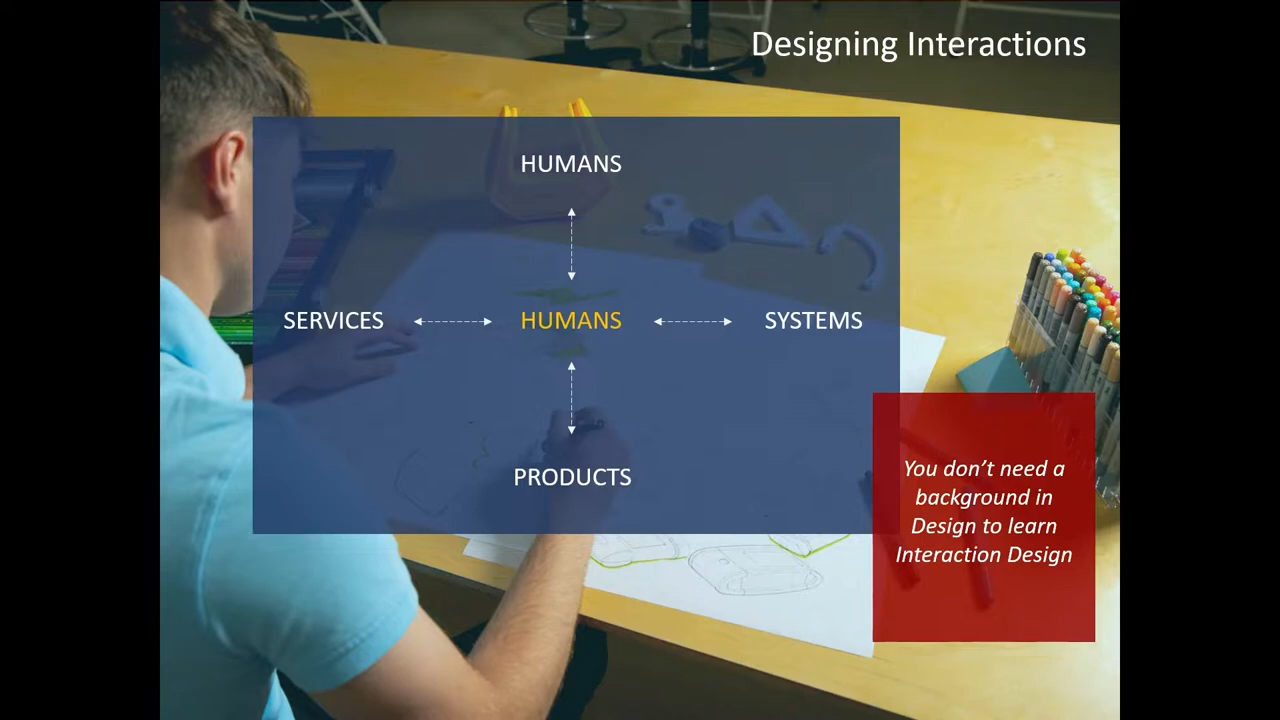 Designing Interactions
HUMANS
SERVICES HUMANS SYSTEMS
PRODUCTS
You don’t need a
background in
Design to learn
Interaction Design